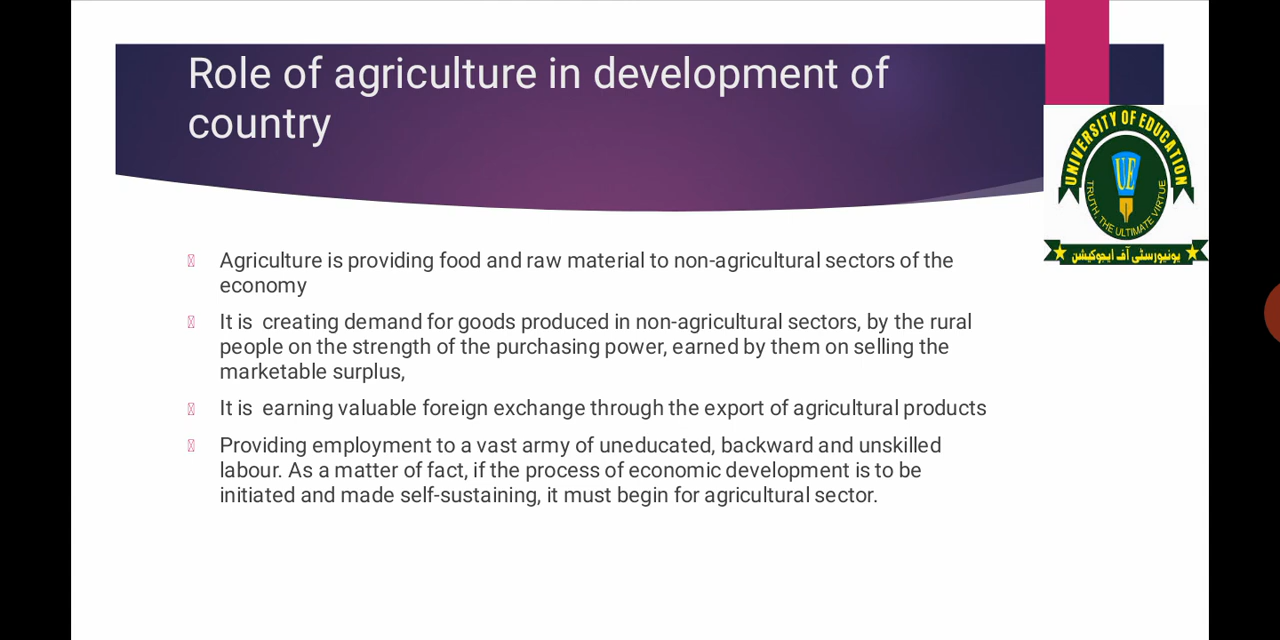 Role of agriculture in development of
country
UNIVERSITY OF EDUCATION
UE
TRUTH, THE ULTIMATE VIRTUE
یونیورسٹی آف ایجوکیشن
Agriculture is providing food and raw material to non-agricultural sectors of the
economy
It is  creating demand for goods produced in non-agricultural sectors, by the rural
people on the strength of the purchasing power, earned by them on selling the
marketable surplus,
It is  earning valuable foreign exchange through the export of agricultural products
Providing employment to a vast army of uneducated, backward and unskilled
labour. As a matter of fact, if the process of economic development is to be
initiated and made self-sustaining, it must begin for agricultural sector.